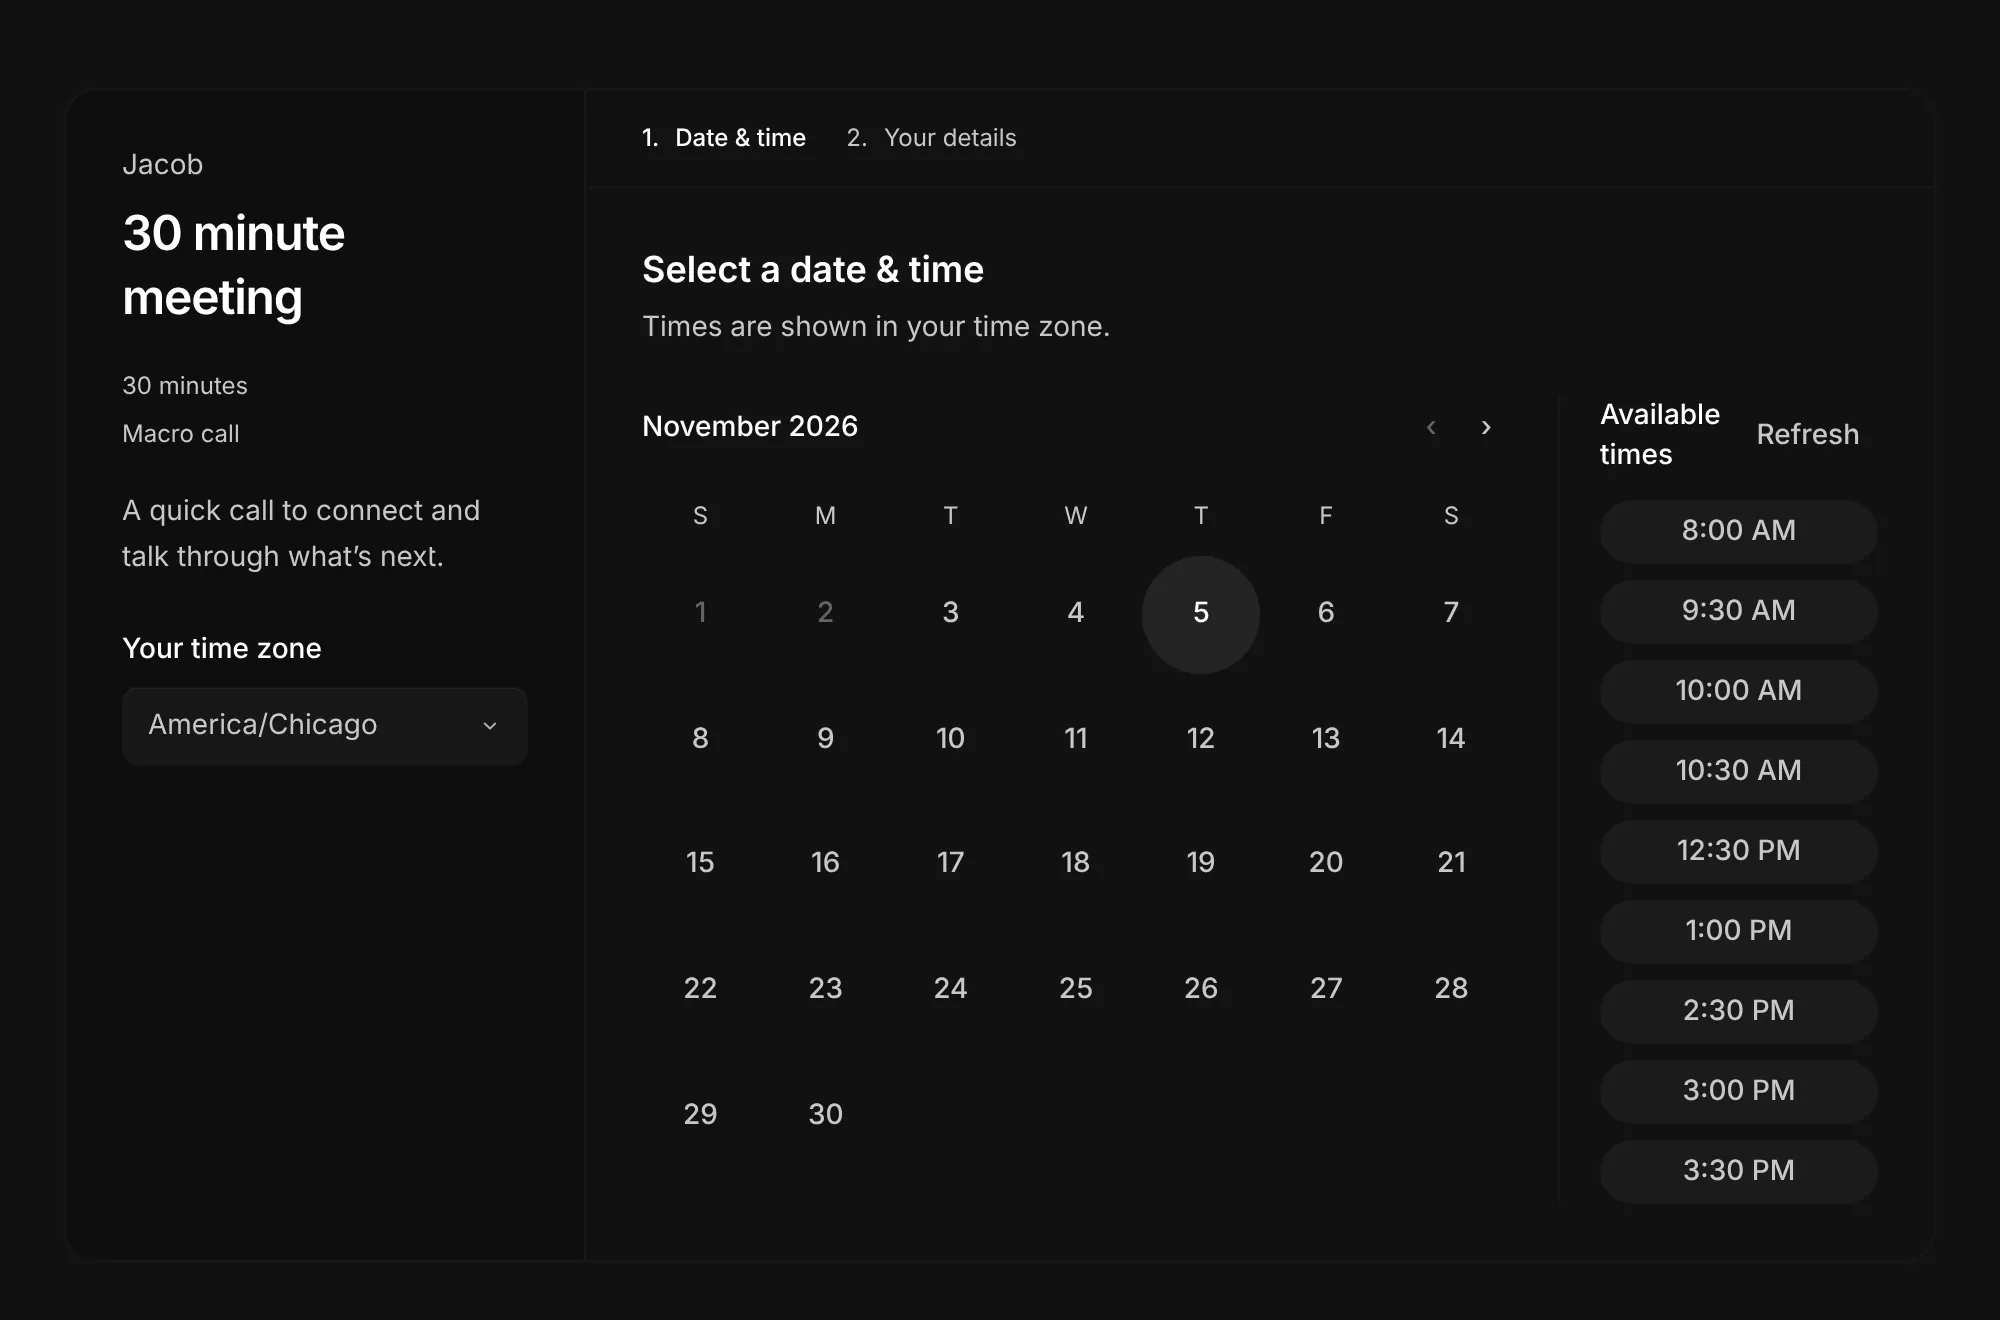 Jacob
30 minute
meeting
30 minutes
Macro call
A quick call to connect and
talk through what’s next.
Your time zone
America/Chicago
1. Date & time 2. Your details
Select a date & time
Times are shown in your time zone.
November 2026
S M T W T F S
1 2 3 4 5 6 7
8 9 10 11 12 13 14
15 16 17 18 19 20 21
22 23 24 25 26 27 28
29 30
Available
times
Refresh
8:00 AM
9:30 AM
10:00 AM
10:30 AM
12:30 PM
1:00 PM
2:30 PM
3:00 PM
3:30 PM